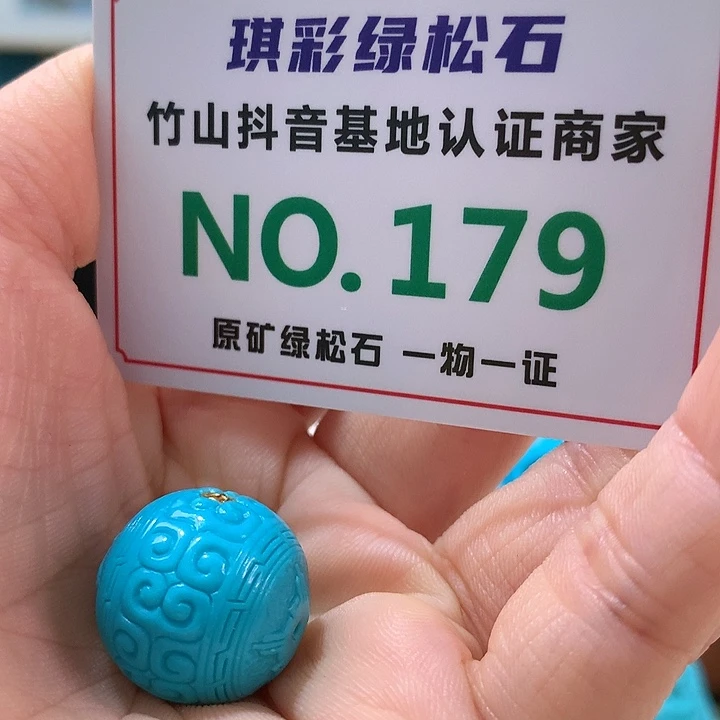 琪彩绿松石
竹山抖音基地认证商家
NO.179
原矿绿松石 一物一证